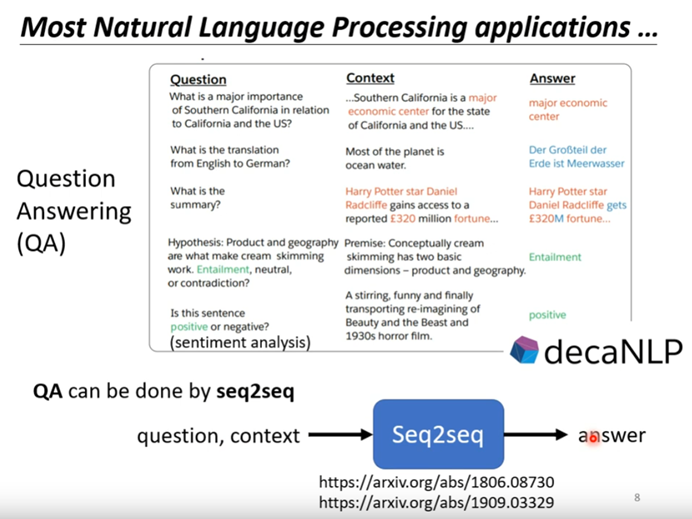 Most Natural Language Processing applications …
Question
Answering
(QA)
Question Context Answer
What is a major importance
of Southern California in relation
to California and the US?
...Southern California is a major
economic center for the state
of California and the US....
major economic
center
What is the translation
from English to German?
Most of the planet is
ocean water.
Der Großteil der
Erde ist Meerwasser
What is the
summary?
Harry Potter star Daniel
Radcliffe gains access to a
reported £320 million fortune...
Harry Potter star
Daniel Radcliffe gets
£320M fortune...
Hypothesis: Product and geography
are what make cream skimming
work. Entailment, neutral,
or contradiction?
Premise: Conceptually cream
skimming has two basic
dimensions – product and geography.
Entailment
Is this sentence
positive or negative?
(sentiment analysis)
A stirring, funny and finally
transporting re-imagining of
Beauty and the Beast and
1930s horror film.
positive
decaNLP
QA can be done by seq2seq
question, context
Seq2seq
answer
https://arxiv.org/abs/1806.08730
https://arxiv.org/abs/1909.03329
8